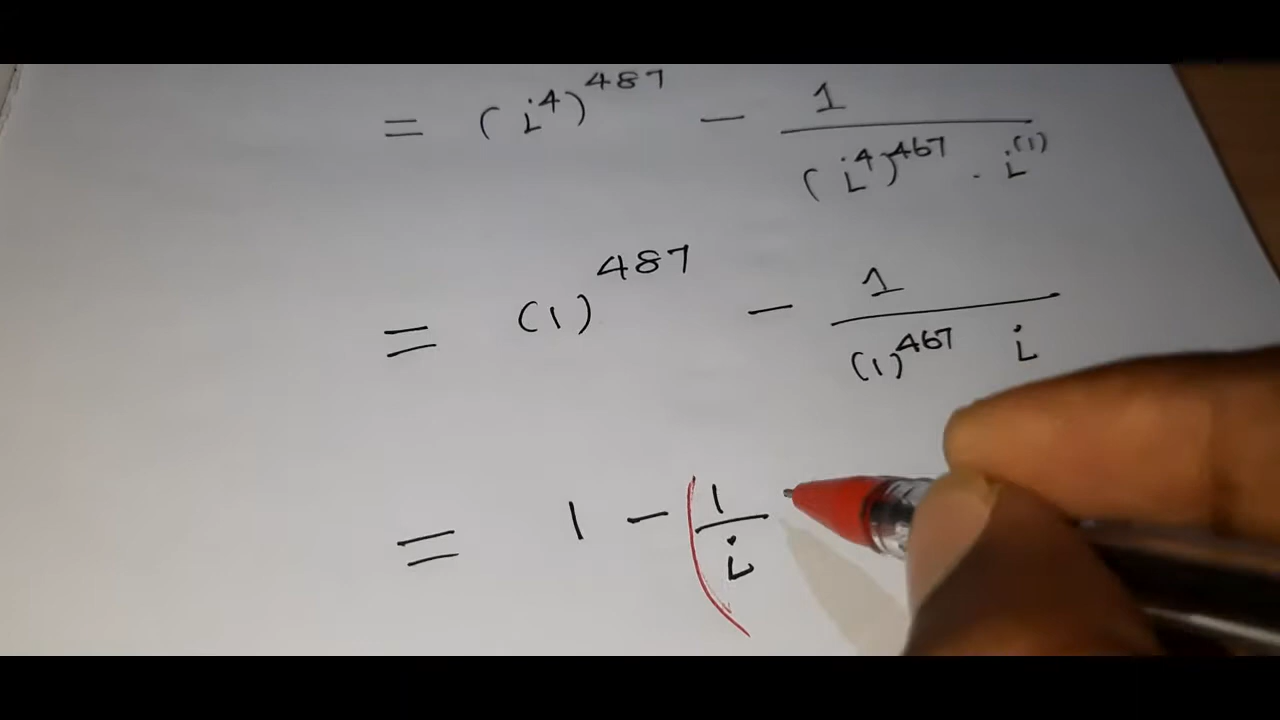 = (i⁴)⁴⁸⁷ - 1/((i⁴)⁴⁶⁷ . i⁽¹⁾)
= (1)⁴⁸⁷ - 1/((1)⁴⁶⁷ i)
= 1 - (1/i